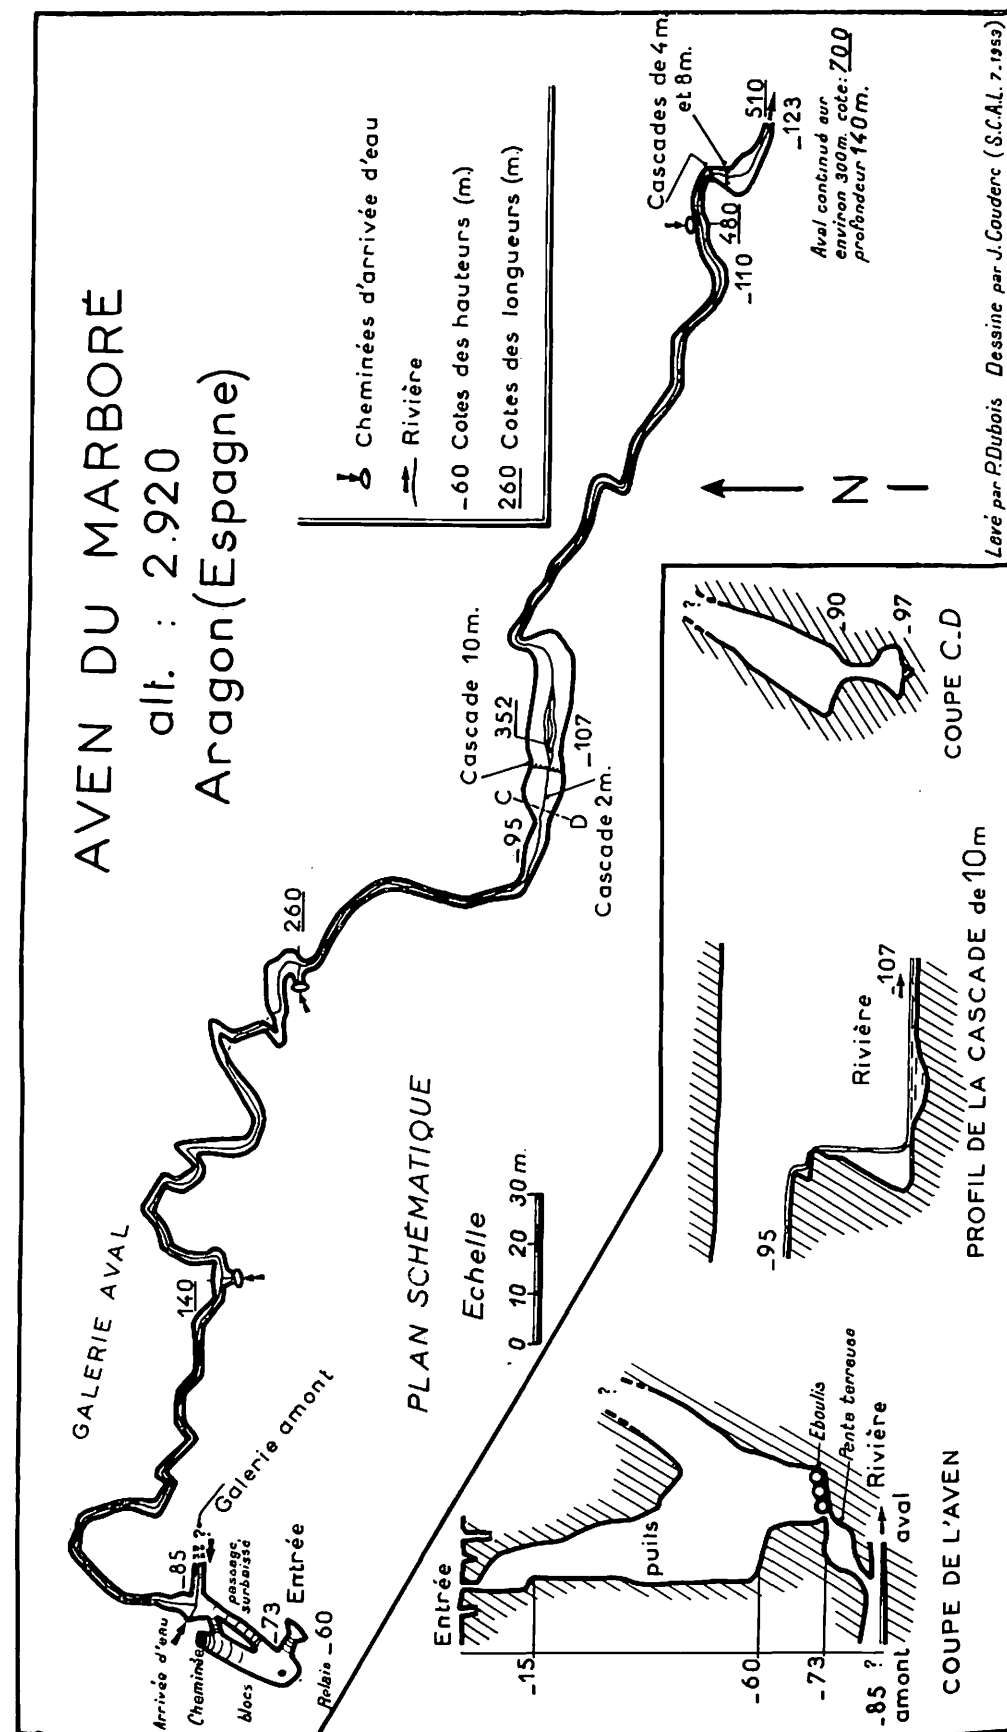 AVEN DU MARBORÉ
alt. : 2.920
Aragon(Espagne)
Cheminées d'arrivée d'eau
Rivière
-60 Cotes des hauteurs (m.)
260 Cotes des longueurs (m.)
GALERIE AVAL
140
260
-95
C
D
Cascade 10m.
352
-107
Cascade 2m.
-110
480
Cascades de 4m.
et 8m.
510
-123
Aval continué sur
environ 300m. cote: 700
profondeur 140m.
Arrivée d'eau
Cheminée
blocs
-85
?
Galerie amont
passage
surbaissé
-73
Entrée
Relais -60
PLAN SCHÉMATIQUE
Echelle
0 10 20 30m.
N
Entrée
-15
puits
?
-60
-73
-85 ?
Eboulis
Pente terreuse
Rivière
amont aval
COUPE DE L'AVEN
-95
Rivière
-107
PROFIL DE LA CASCADE de 10m
? ?
-90
-97
COUPE C.D
Levé par P.Dubois Dessine par J.Couderc (S.C.A.L. 7-1953)